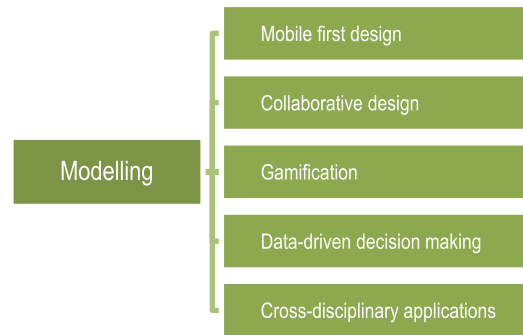 Modelling
Mobile first design
Collaborative design
Gamification
Data-driven decision making
Cross-disciplinary applications